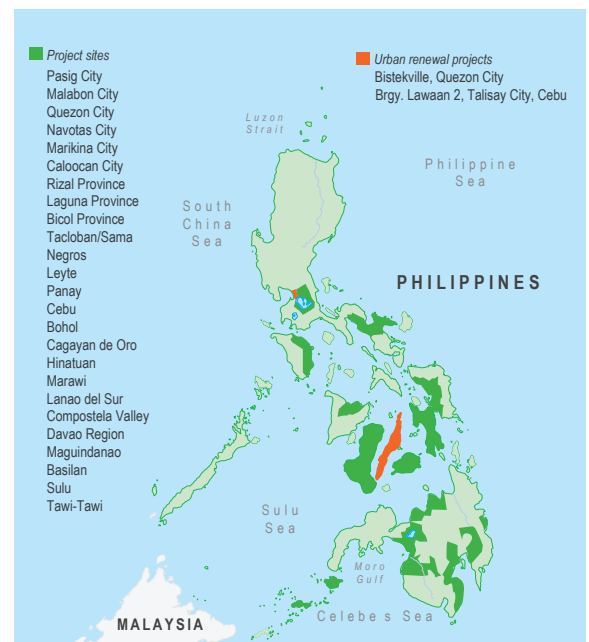 Project sites
Pasig City
Malabon City
Quezon City
Navotas City
Marikina City
Caloocan City
Rizal Province
Laguna Province
Bicol Province
Tacloban/Sama
Negros
Leyte
Panay
Cebu
Bohol
Cagayan de Oro
Hinatuan
Marawi
Lanao del Sur
Compostela Valley
Davao Region
Maguindanao
Basilan
Sulu
Tawi-Tawi
Urban renewal projects
Bistekville, Quezon City
Brgy. Lawaan 2, Talisay City, Cebu
Luzon
Strait
Philippine
Sea
South
China
Sea
PHILIPPINES
Sulu
Sea
Moro
Gulf
Celebes Sea
MALAYSIA